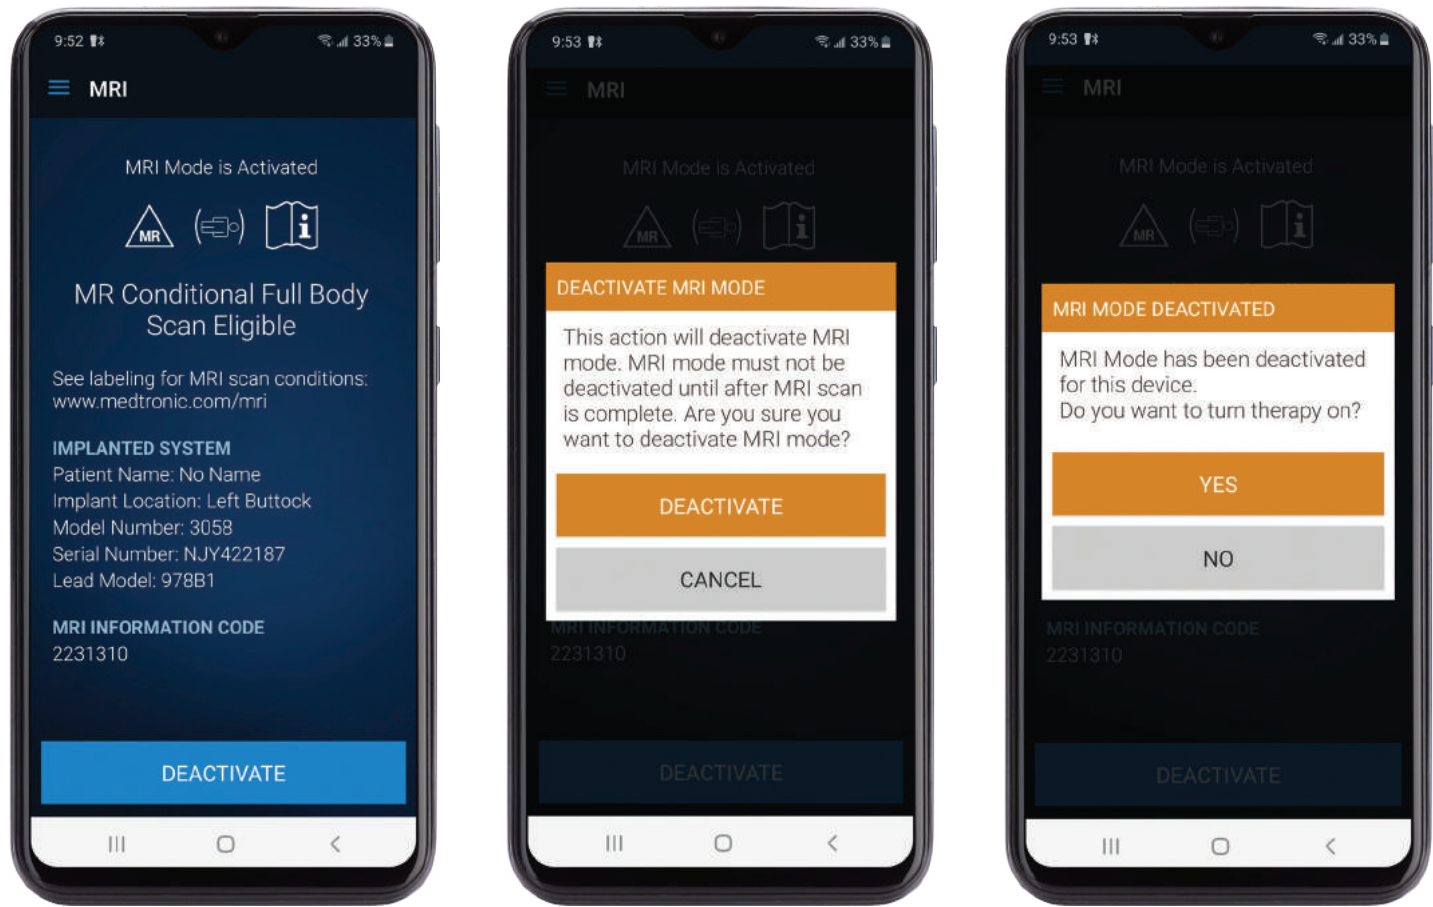 9:52
33%
MRI
MRI Mode is Activated
MR
i
MR Conditional Full Body
Scan Eligible
See labeling for MRI scan conditions:
www.medtronic.com/mri
IMPLANTED SYSTEM
Patient Name: No Name
Implant Location: Left Buttock
Model Number: 3058
Serial Number: NJY422187
Lead Model: 978B1
MRI INFORMATION CODE
2231310
DEACTIVATE
9:53
33%
MRI
MRI Mode is Activated
MR
i
DEACTIVATE MRI MODE
This action will deactivate MRI
mode. MRI mode must not be
deactivated until after MRI scan
is complete. Are you sure you
want to deactivate MRI mode?
DEACTIVATE
CANCEL
MRI INFORMATION CODE
2231310
DEACTIVATE
9:53
33%
MRI
MRI Mode is Activated
MR
i
MRI MODE DEACTIVATED
MRI Mode has been deactivated
for this device.
Do you want to turn therapy on?
YES
NO
MRI INFORMATION CODE
2231310
DEACTIVATE